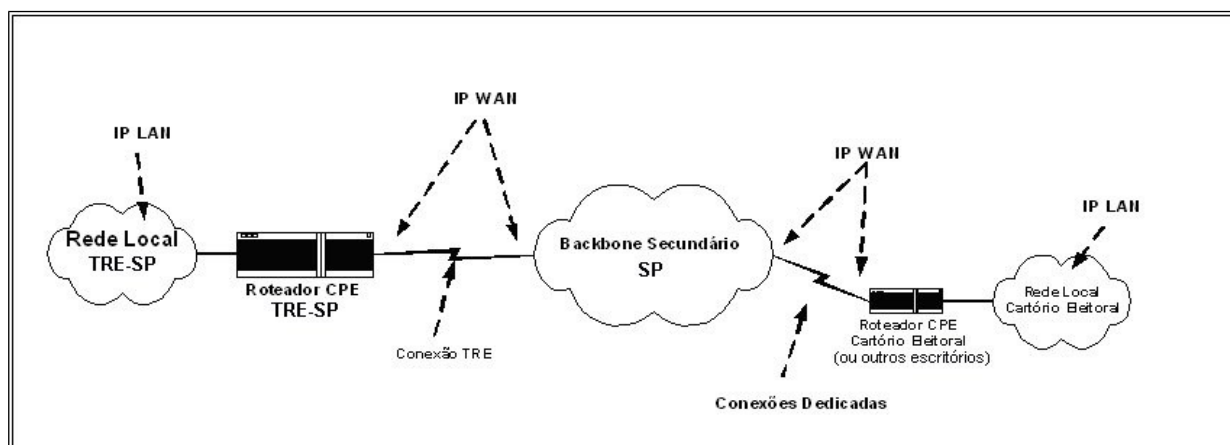 IP WAN
IP LAN
IP WAN
IP LAN
Rede Local
TRE-SP
Backbone Secundário
SP
Roteador CPE
TRE-SP
Rede Local
Cartório Eleitoral
Roteador CPE
Cartório Eleitoral
(ou outros escritórios)
Conexão TRE
Conexões Dedicadas